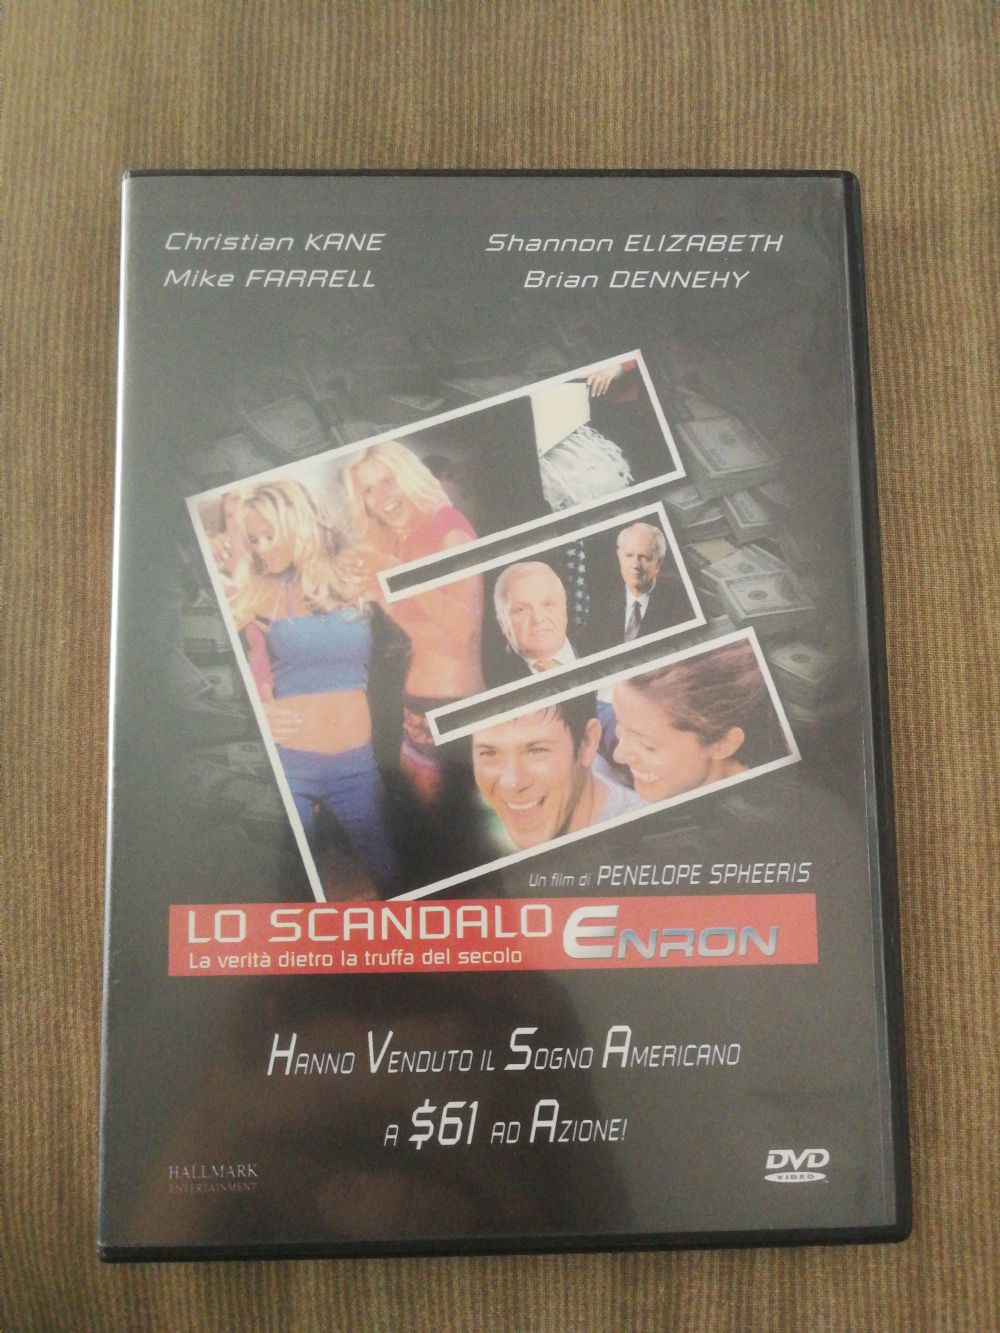 Christian KANE
Shannon ELIZABETH
Mike FARRELL
Brian DENNEHY
Un film di PENELOPE SPHEERIS
LO SCANDALO ENRON
La verità dietro la truffa del secolo
HANNO VENDUTO IL SOGNO AMERICANO
A $61 AD AZIONE!
HALLMARK
ENTERTAINMENT
DVD
VIDEO